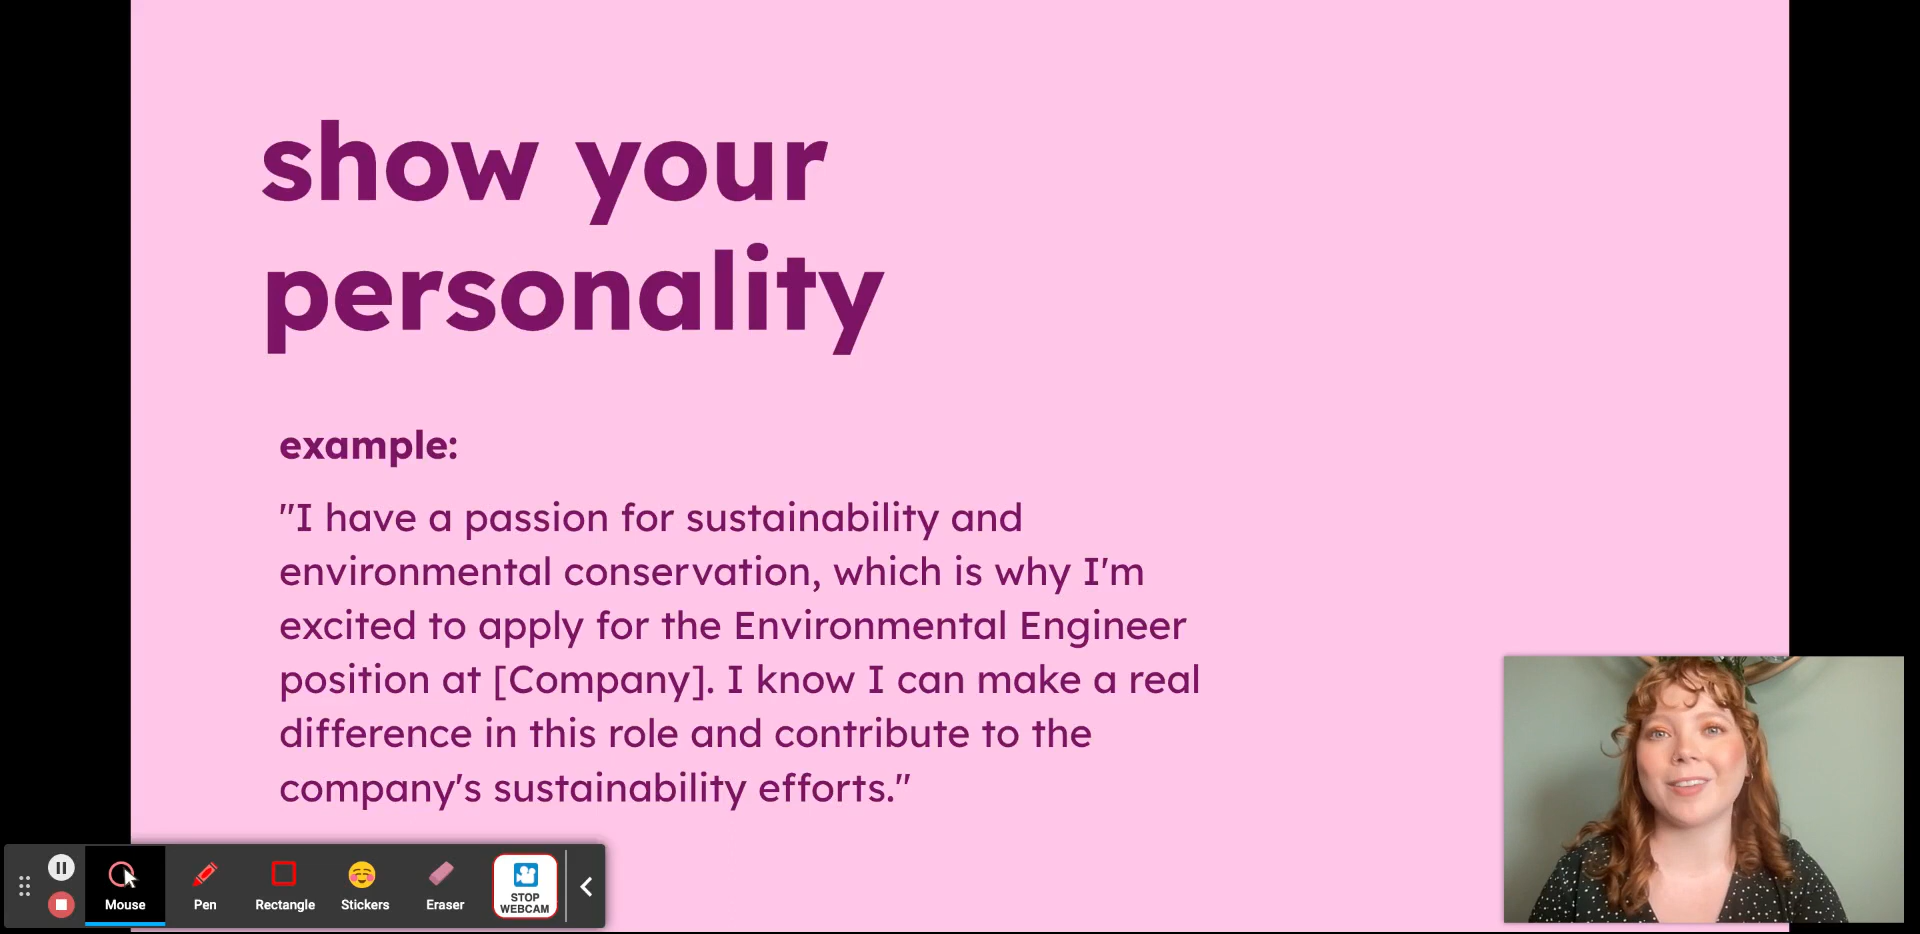 show your
personality
example:
"I have a passion for sustainability and
environmental conservation, which is why I'm
excited to apply for the Environmental Engineer
position at [Company]. I know I can make a real
difference in this role and contribute to the
company's sustainability efforts."
Mouse
Pen
Rectangle
Stickers
Eraser
STOP
WEBCAM